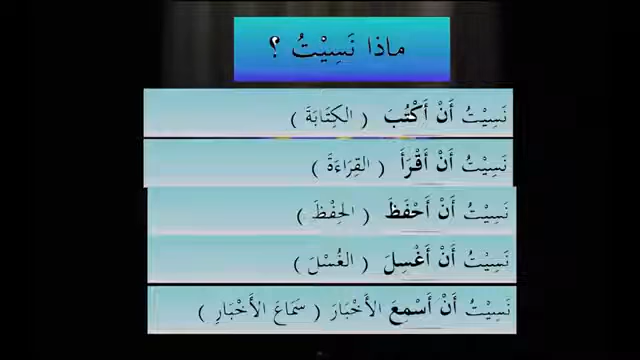 ماذا نَسِيْتُ ؟
نَسِيْتُ أَنْ أَكْتُبَ ( الكِتَابَةَ )
نَسِيْتُ أَنْ أَقْرَأَ ( القِرَاءَةَ )
نَسِيْتُ أَنْ أَحْفَظَ ( الحِفْظَ )
نَسِيْتُ أَنْ أَغْسِلَ ( الغُسْلَ )
نَسِيْتُ أَنْ أَسْمِعَ الأَخْبَارَ ( سَمَاعَ الأَخْبَارِ )